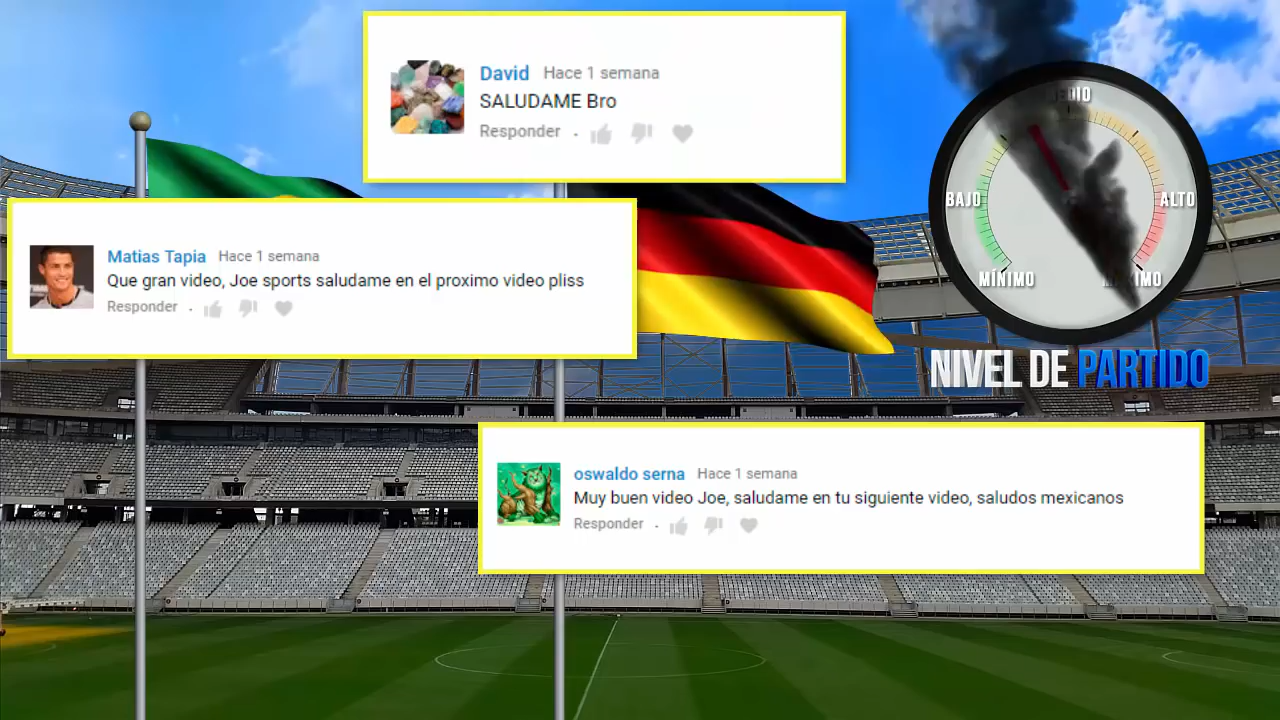 David Hace 1 semana
SALUDAME Bro
Responder
Matias Tapia Hace 1 semana
Que gran video, Joe sports saludame en el proximo video pliss
Responder
MEDIO
BAJO
ALTO
MÍNIMO
IMO
NIVEL DE PARTIDO
oswaldo serna Hace 1 semana
Muy buen video Joe, saludame en tu siguiente video, saludos mexicanos
Responder